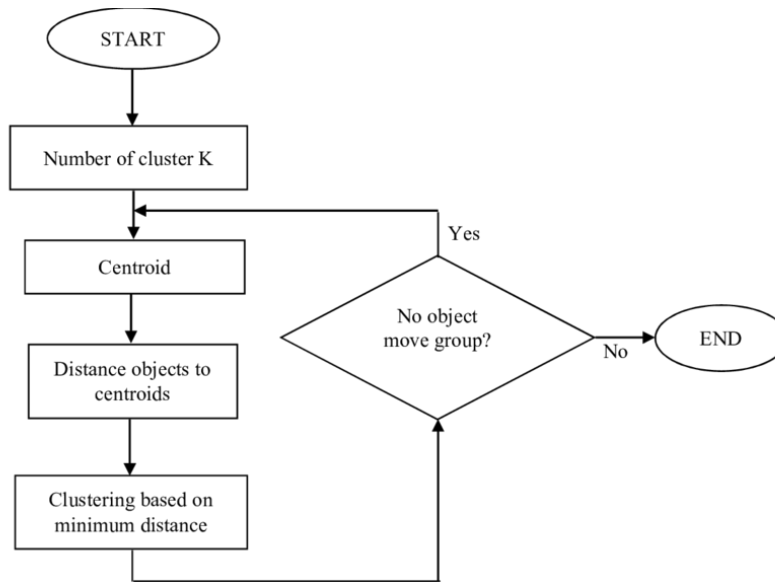 START
Number of cluster K
Centroid
Distance objects to
centroids
Clustering based on
minimum distance
No object
move group?
Yes
No
END